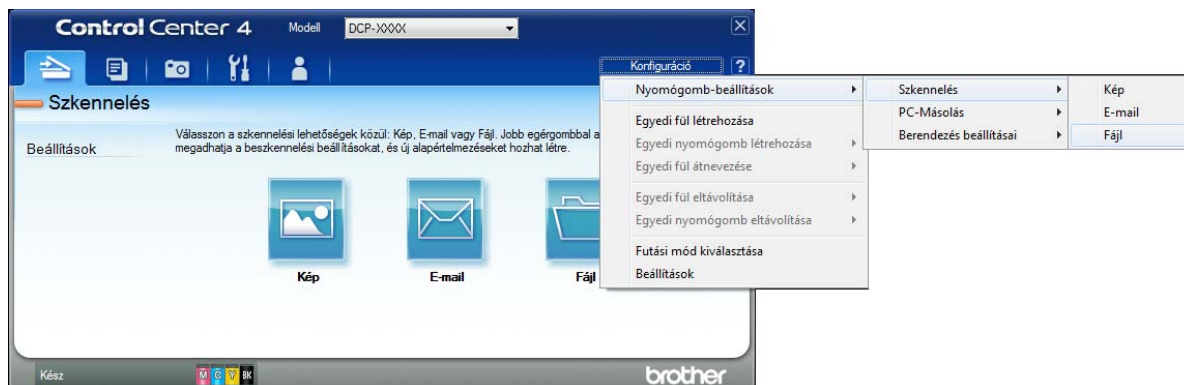 Control Center 4
Modell
DCP-XXXX
Konfiguráció
?
Szkennelés
Beállítások
Válasszon a szkennelési lehetőségek közül: Kép, E-mail vagy Fájl. Jobb egérgombbal a
megadhatja a beszkennelési beállításokat, és új alapértelmezéseket hozhat létre.
Kép
E-mail
Fájl
Nyomógomb-beállítások
Egyedi fül létrehozása
Egyedi nyomógomb létrehozása
Egyedi fül átnevezése
Egyedi fül eltávolítása
Egyedi nyomógomb eltávolítása
Futási mód kiválasztása
Beállítások
Szkennelés
PC-Másolás
Berendezés beállításai
Kép
E-mail
Fájl
Kész
M C Y BK
brother